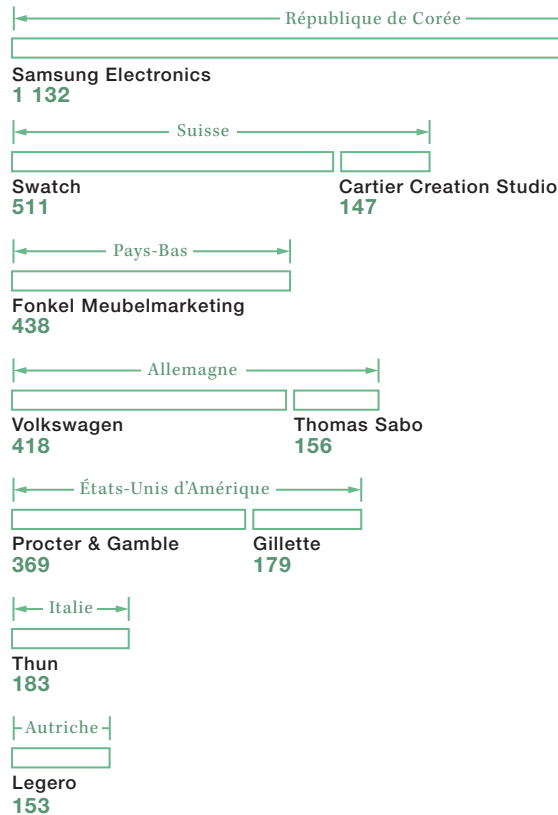 République de Corée
Samsung Electronics
1 132
Suisse
Swatch
511
Cartier Creation Studio
147
Pays-Bas
Fonkel Meubelmarketing
438
Allemagne
Volkswagen
418
Thomas Sabo
156
États-Unis d’Amérique
Procter & Gamble
369
Gillette
179
Italie
Thun
183
Autriche
Legero
153